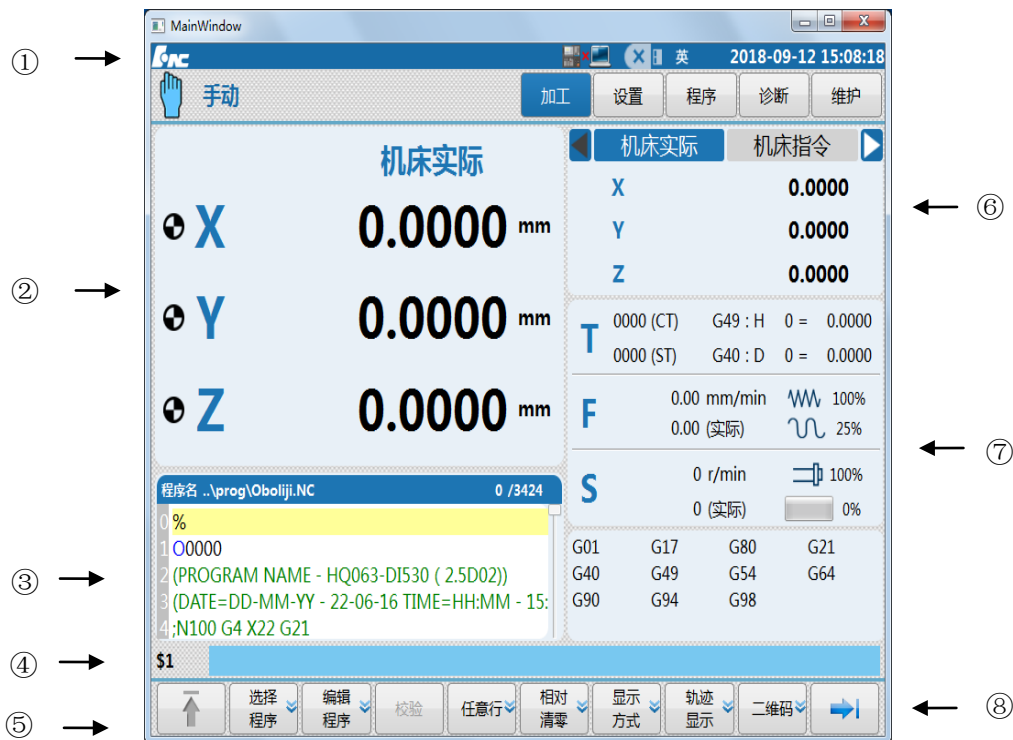 MainWindow
① HNC 英 2018-09-12 15:08:18
手动 加工 设置 程序 诊断 维护
机床实际
X 0.0000 mm
② Y 0.0000 mm
Z 0.0000 mm
机床实际 机床指令
X 0.0000
Y 0.0000 ⑥
Z 0.0000
T 0000 (CT) G49 : H 0 = 0.0000
0000 (ST) G40 : D 0 = 0.0000
F 0.00 mm/min 100%
0.00 (实际) 25%
⑦
S 0 r/min 100%
0 (实际) 0%
程序名 ..\prog\Oboliji.NC 0 /3424
0 %
1 O0000
2 (PROGRAM NAME - HQ063-DI530 ( 2.5D02))
③ 3 (DATE=DD-MM-YY - 22-06-16 TIME=HH:MM - 15:
4 ;N100 G4 X22 G21
G01 G17 G80 G21
G40 G49 G54 G64
G90 G94 G98
④ $1
⑤ 选择程序 编辑程序 校验 任意行 相对清零 显示方式 轨迹显示 二维码 ⑧